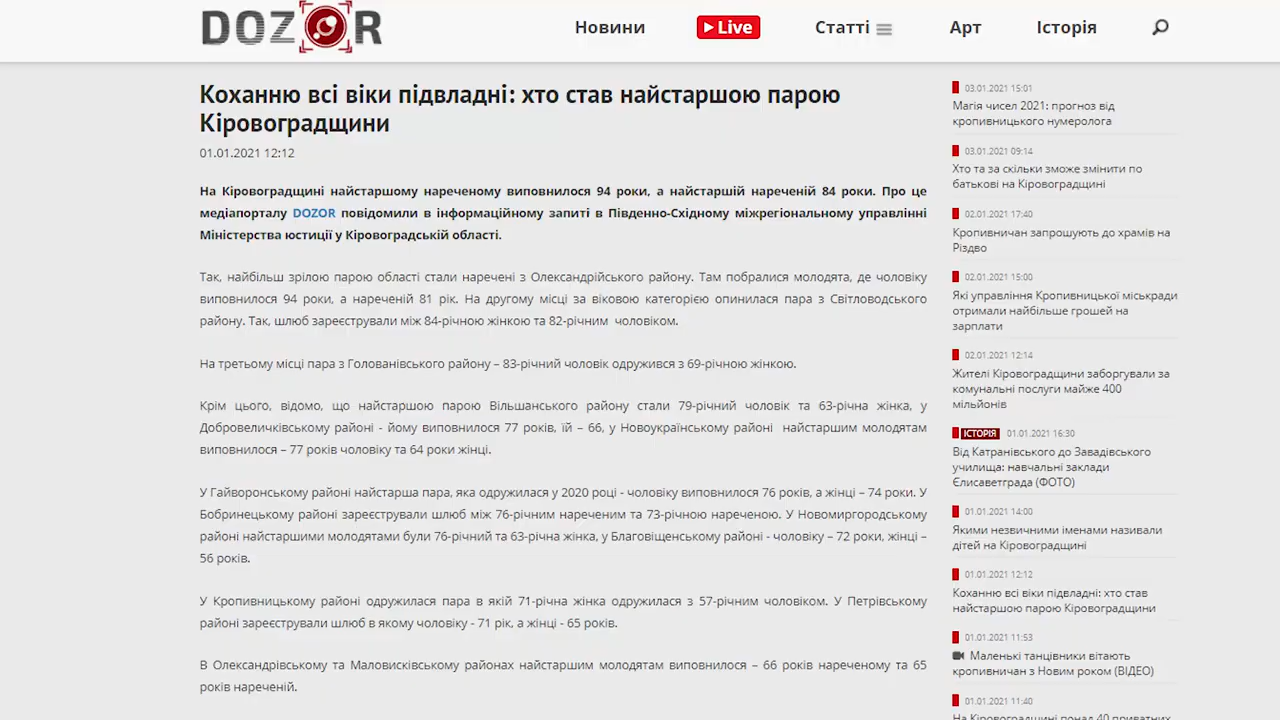 DOZOR
Новини
Live
Статті
Арт
Історія
Коханню всі віки підвладні: хто став найстаршою парою
Кіровоградщини
01.01.2021 12:12
На Кіровоградщині найстаршому нареченому виповнилося 94 роки, а найстаршій нареченій 84 роки. Про це
медіапорталу DOZOR повідомили в інформаційному запиті в Південно-Східному міжрегіональному управлінні
Міністерства юстиції у Кіровоградській області.
Так, найбільш зрілою парою області стали наречені з Олександрійського району. Там побралися молодята, де чоловіку
виповнилося 94 роки, а нареченій 81 рік. На другому місці за віковою категорією опинилася пара з Світловодського
району. Так, шлюб зареєстрували між 84-річною жінкою та 82-річним чоловіком.
На третьому місці пара з Голованівського району – 83-річний чоловік одружився з 69-річною жінкою.
Крім цього, відомо, що найстаршою парою Вільшанського району стали 79-річний чоловік та 63-річна жінка, у
Добровеличківському районі - йому виповнилося 77 років, їй – 66, у Новоукраїнському районі найстаршим молодятам
виповнилося – 77 років чоловіку та 64 роки жінці.
У Гайворонському районі найстарша пара, яка одружилася у 2020 році - чоловіку виповнилося 76 років, а жінці – 74 роки. У
Бобринецькому районі зареєстрували шлюб між 76-річним нареченим та 73-річною нареченою. У Новомиргородському
районі найстаршими молодятами були 76-річний та 63-річна жінка, у Благовіщенському районі - чоловіку – 72 роки, жінці –
56 років.
У Кропивницькому районі одружилася пара в якій 71-річна жінка одружилася з 57-річним чоловіком. У Петрівському
районі зареєстрували шлюб в якому чоловіку - 71 рік, а жінці - 65 років.
В Олександрівському та Маловисківському районах найстаршим молодятам виповнилося – 66 років нареченому та 65
років нареченій.
03.01.2021 15:01
Магія чисел 2021: прогноз від
кропивницького нумеролога
03.01.2021 09:14
Хто та за скільки зможе змінити по
батькові на Кіровоградщині
02.01.2021 17:40
Кропивничан запрошують до храмів на
Різдво
02.01.2021 15:00
Які управління Кропивницької міськради
отримали найбільше грошей на
зарплати
02.01.2021 12:14
Жителі Кіровоградщини заборгували за
комунальні послуги майже 400
мільйонів
ІСТОРІЯ 01.01.2021 16:30
Від Катранівського до Завадівського
училища: навчальні заклади
Єлисаветграда (ФОТО)
01.01.2021 14:00
Якими незвичними іменами називали
дітей на Кіровоградщині
01.01.2021 12:12
Коханню всі віки підвладні: хто став
найстаршою парою Кіровоградщини
01.01.2021 11:53
Маленькі танцівники вітають
кропивничан з Новим роком (ВІДЕО)
01.01.2021 11:40
На Кіровоградщині понад 40 приватних